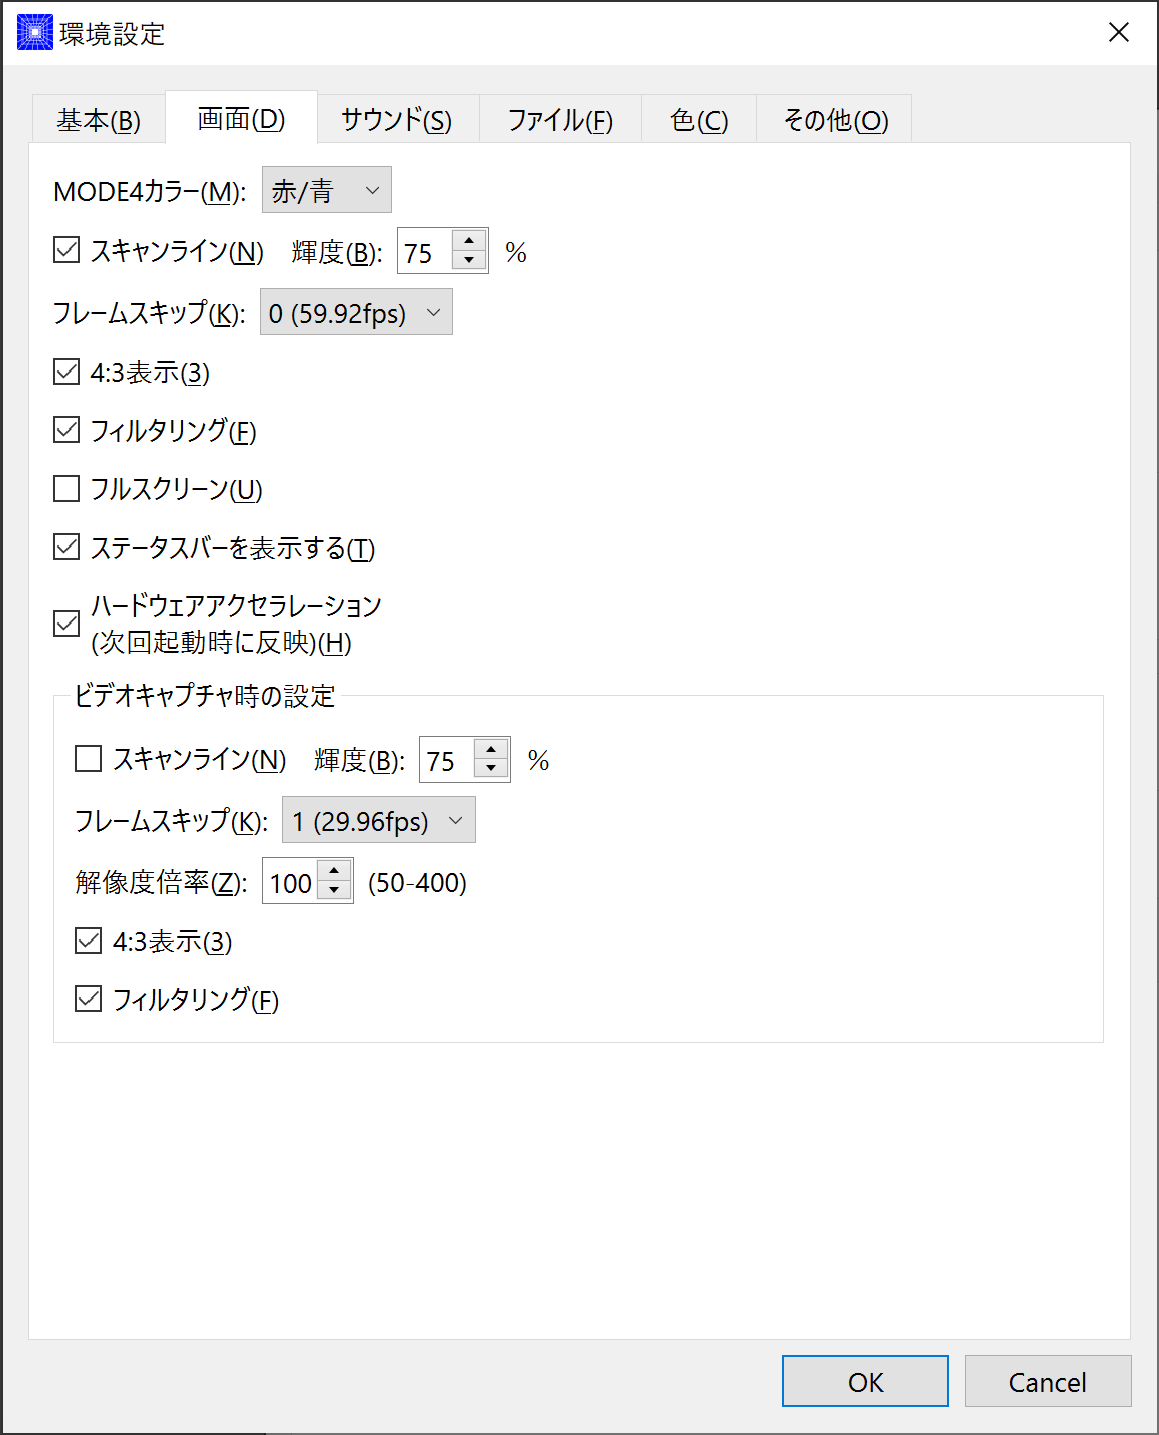 環境設定
基本(B) 画面(D) サウンド(S) ファイル(F) 色(C) その他(O)
MODE4カラー(M): 赤/青
スキャンライン(N) 輝度(B): 75 %
フレームスキップ(K): 0 (59.92fps)
4:3表示(3)
フィルタリング(F)
フルスクリーン(U)
ステータスバーを表示する(T)
ハードウェアアクセラレーション
(次回起動時に反映)(H)
ビデオキャプチャ時の設定
スキャンライン(N) 輝度(B): 75 %
フレームスキップ(K): 1 (29.96fps)
解像度倍率(Z): 100 (50-400)
4:3表示(3)
フィルタリング(F)
OK Cancel